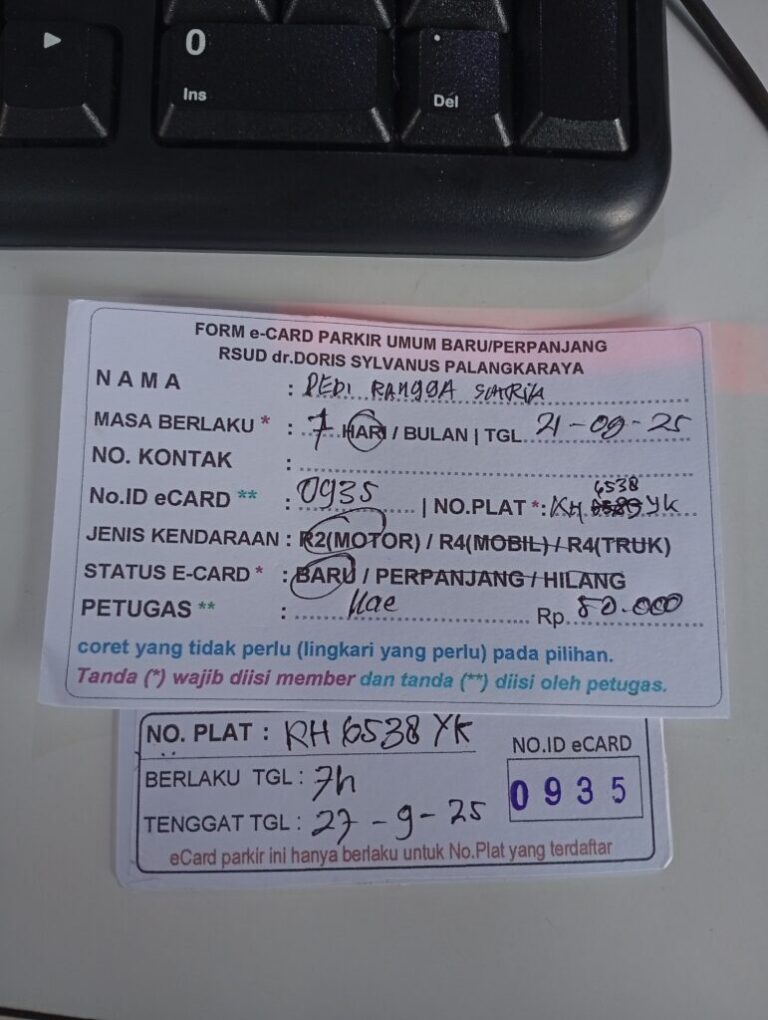 0
Ins
.
Del
FORM e-CARD PARKIR UMUM BARU/PERPANJANG
RSUD dr.DORIS SYLVANUS PALANGKARAYA
NAMA : DEDI RANGGA SATRIA
MASA BERLAKU * : 7 HARI / BULAN | TGL 21-09-25
NO. KONTAK :
No.ID eCARD ** : 0935 | NO.PLAT *: KH 6538 YK
JENIS KENDARAAN : R2(MOTOR) / R4(MOBIL) / R4(TRUK)
STATUS E-CARD * : BARU / PERPANJANG / HILANG
PETUGAS ** : Rp. 50.000
coret yang tidak perlu (lingkari yang perlu) pada pilihan.
Tanda (*) wajib diisi member dan tanda (**) diisi oleh petugas.
NO. PLAT : KH 6538 YK
NO.ID eCARD
BERLAKU TGL : 7h
0935
TENGGAT TGL : 27-9-25
eCard parkir ini hanya berlaku untuk No.Plat yang terdaftar